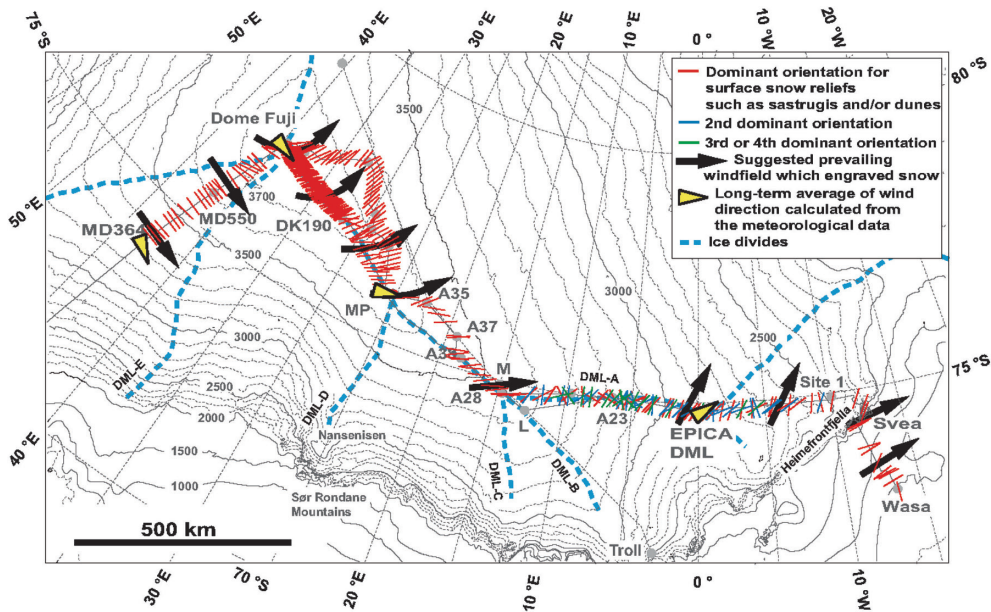 75 °S
50 °E
40 °E
30 °E
20 °E
10 °E
0 °
10 °W
20 °W
80 °S
Dominant orientation for
surface snow reliefs
such as sastrugis and/or dunes
2nd dominant orientation
3rd or 4th dominant orientation
Suggested prevailing
windfield which engraved snow
Long-term average of wind
direction calculated from
the meteorological data
Ice divides
Dome Fuji
3500
3700
MD550
DK190
MD364
3500
50 °E
MP
A35
3000
3000
A37
2500
DML-E
M
DML-A
Site 1
75 °S
2500
A28
2000
DML-D
L
A23
EPICA
DML
Svea
Heimefrontfjella
40 °E
1500
Nansenisen
1000
DML-C
DML-B
Wasa
Sør Rondane
Mountains
500 km
Troll
30 °E
70 °S
20 °E
10 °E
0 °
10 °W